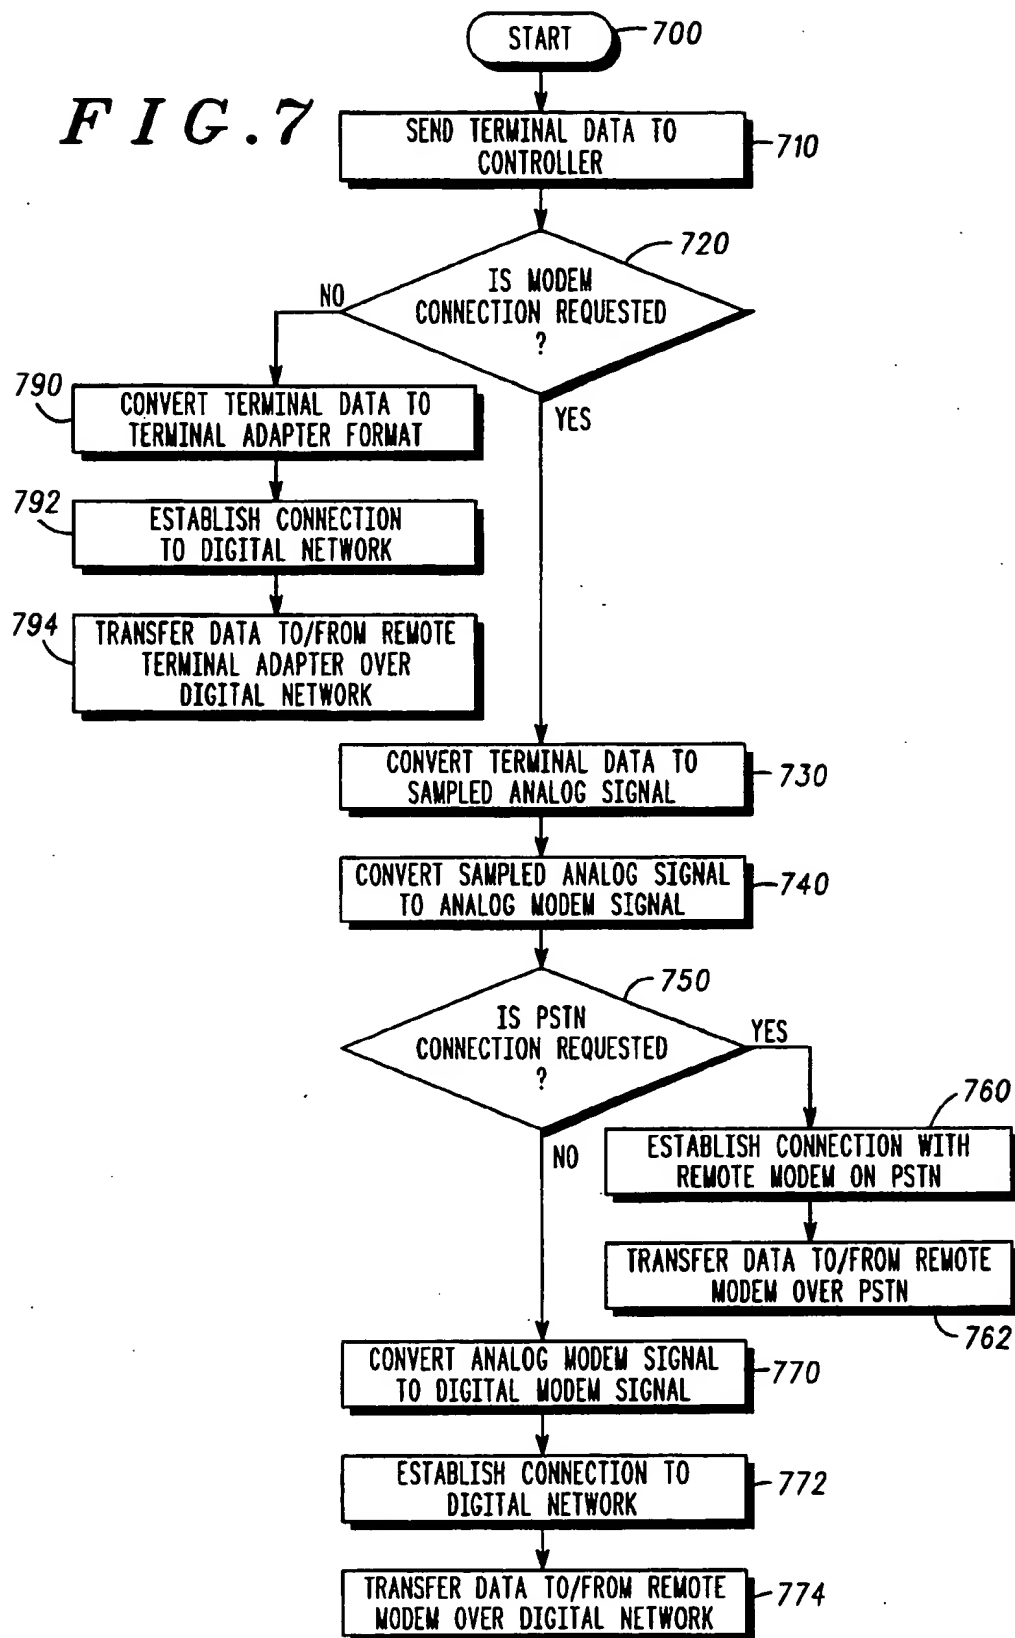 START
700
FIG.7
SEND TERMINAL DATA TO
CONTROLLER
710
720
IS MODEM
CONNECTION REQUESTED
?
NO
YES
790
CONVERT TERMINAL DATA TO
TERMINAL ADAPTER FORMAT
792
ESTABLISH CONNECTION
TO DIGITAL NETWORK
794
TRANSFER DATA TO/FROM REMOTE
TERMINAL ADAPTER OVER
DIGITAL NETWORK
CONVERT TERMINAL DATA TO
SAMPLED ANALOG SIGNAL
730
CONVERT SAMPLED ANALOG SIGNAL
TO ANALOG MODEM SIGNAL
740
750
IS PSTN
CONNECTION REQUESTED
?
YES
NO
760
ESTABLISH CONNECTION WITH
REMOTE MODEM ON PSTN
TRANSFER DATA TO/FROM REMOTE
MODEM OVER PSTN
762
CONVERT ANALOG MODEM SIGNAL
TO DIGITAL MODEM SIGNAL
770
ESTABLISH CONNECTION TO
DIGITAL NETWORK
772
TRANSFER DATA TO/FROM REMOTE
MODEM OVER DIGITAL NETWORK
774